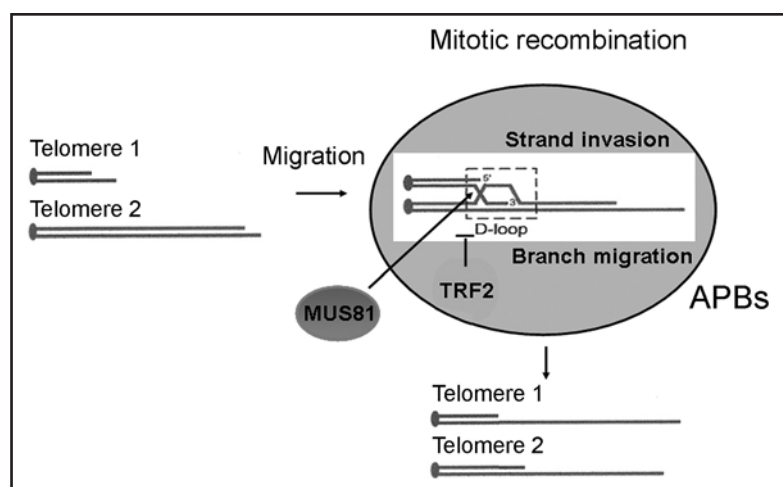 Mitotic recombination
Telomere 1
Telomere 2
Migration
Strand invasion
5'
3'
D-loop
Branch migration
TRF2
MUS81
APBs
Telomere 1
Telomere 2